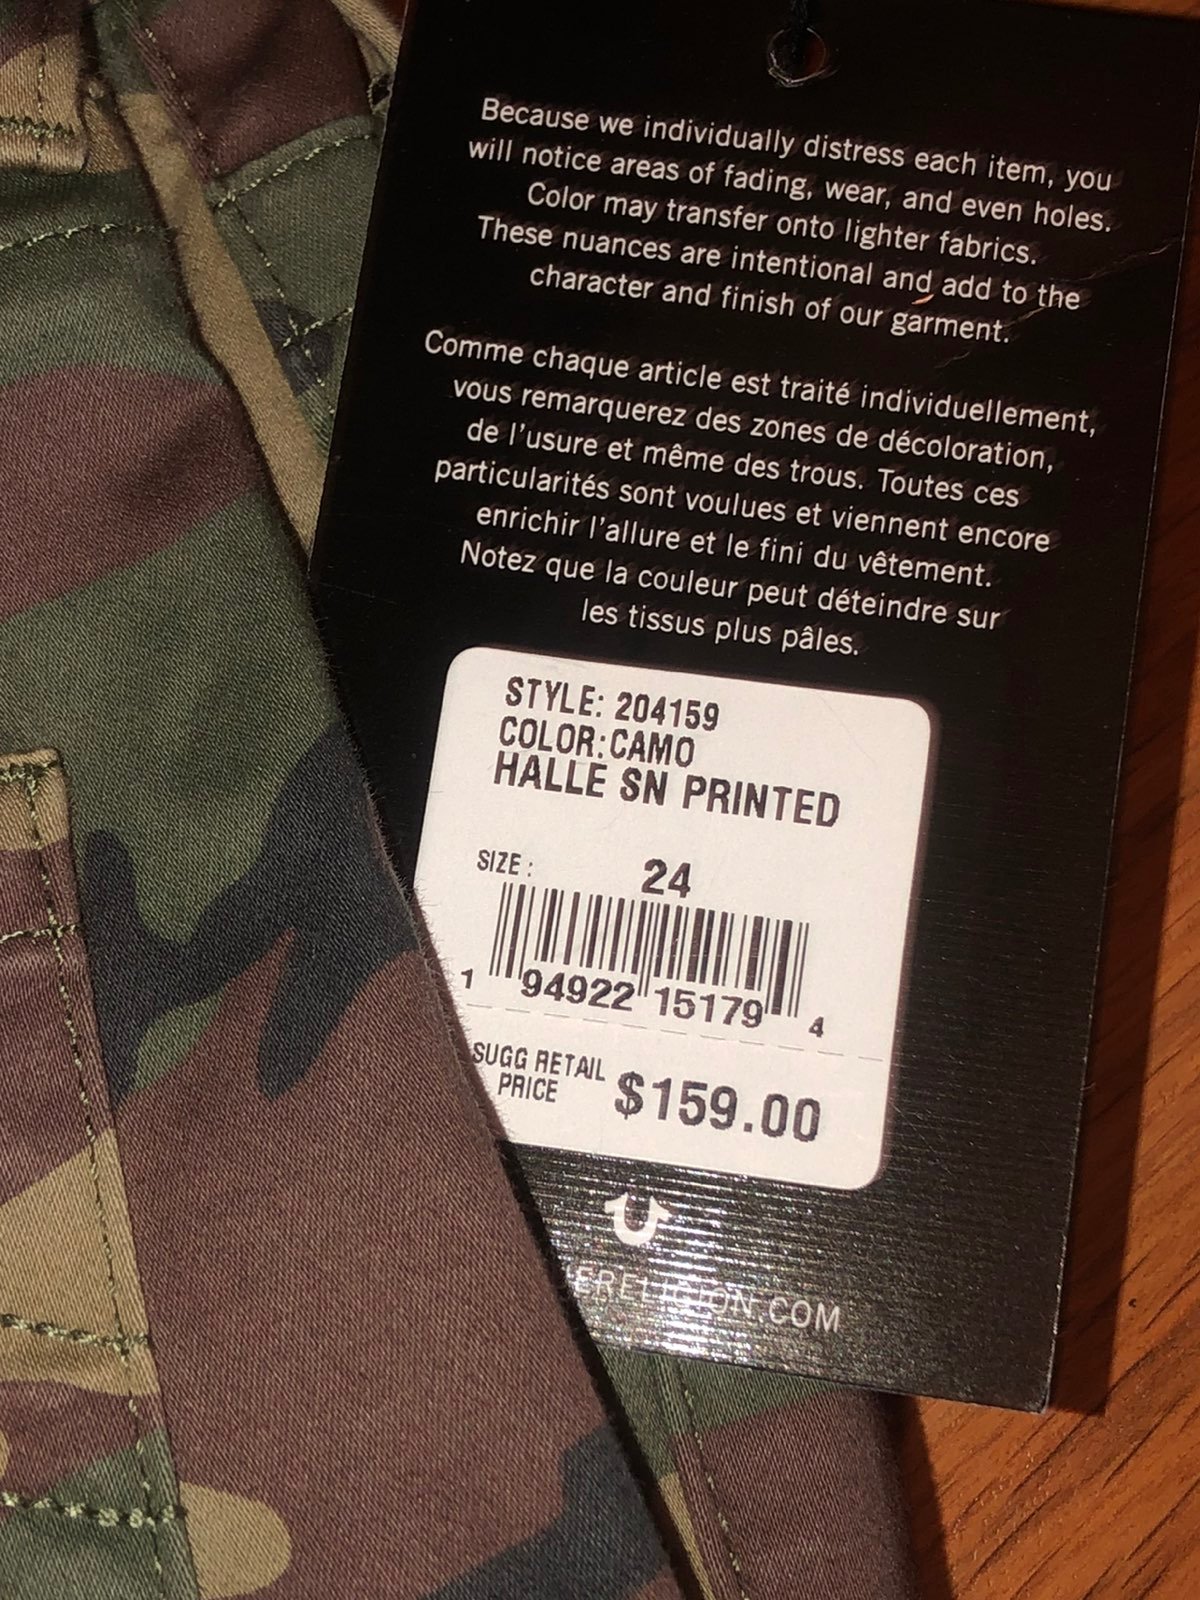 Because we individually distress each item, you
will notice areas of fading, wear, and even holes.
Color may transfer onto lighter fabrics.
These nuances are intentional and add to the
character and finish of our garment.
Comme chaque article est traité individuellement,
vous remarquerez des zones de décoloration,
de l'usure et même des trous. Toutes ces
particularités sont voulues et viennent encore
enrichir l'allure et le fini du vêtement.
Notez que la couleur peut déteindre sur
les tissus plus pâles.
STYLE: 204159
COLOR:CAMO
HALLE SN PRINTED
SIZE: 24
1 94922 15179 4
SUGG RETAIL
PRICE $159.00
ERELIGION.COM